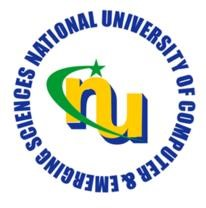 NATIONAL UNIVERSITY OF COMPUTER & EMERGING SCIENCES
nu